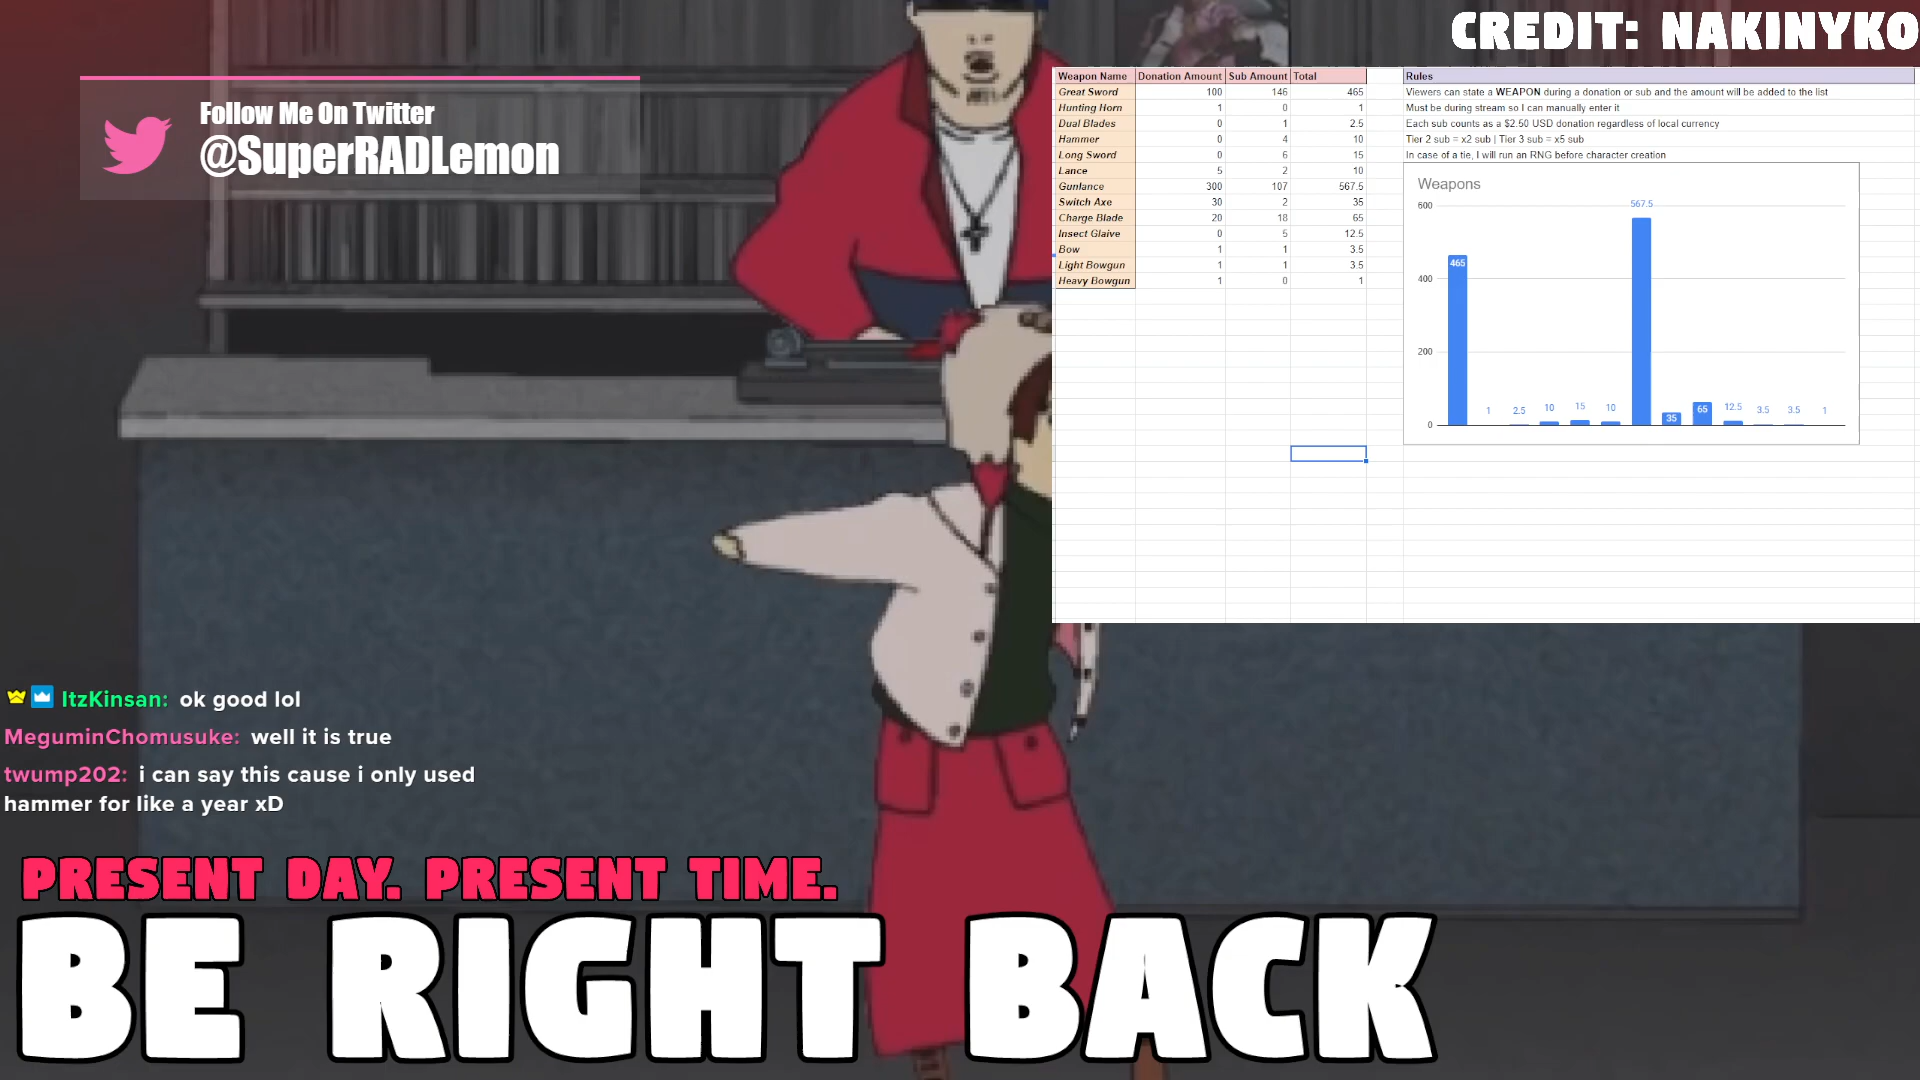 CREDIT: NAKINYKO
Follow Me On Twitter
@SuperRADLemon
Weapon Name Donation Amount Sub Amount Total
Great Sword 100 146 465
Hunting Horn 1 0 1
Dual Blades 0 1 2.5
Hammer 0 4 10
Long Sword 0 6 15
Lance 5 2 10
Gunlance 300 107 567.5
Switch Axe 30 2 35
Charge Blade 20 18 65
Insect Glaive 0 5 12.5
Bow 1 1 3.5
Light Bowgun 1 1 3.5
Heavy Bowgun 1 0 1
Rules
Viewers can state a WEAPON during a donation or sub and the amount will be added to the list
Must be during stream so I can manually enter it
Each sub counts as a $2.50 USD donation regardless of local currency
Tier 2 sub = x2 sub | Tier 3 sub = x5 sub
In case of a tie, I will run an RNG before character creation
Weapons
600
400
200
0
465 1 2.5 10 15 10 567.5 35 65 12.5 3.5 3.5 1
ItzKinsan: ok good lol
MeguminChomusuke: well it is true
twump202: i can say this cause i only used
hammer for like a year xD
PRESENT DAY. PRESENT TIME.
BE RIGHT BACK